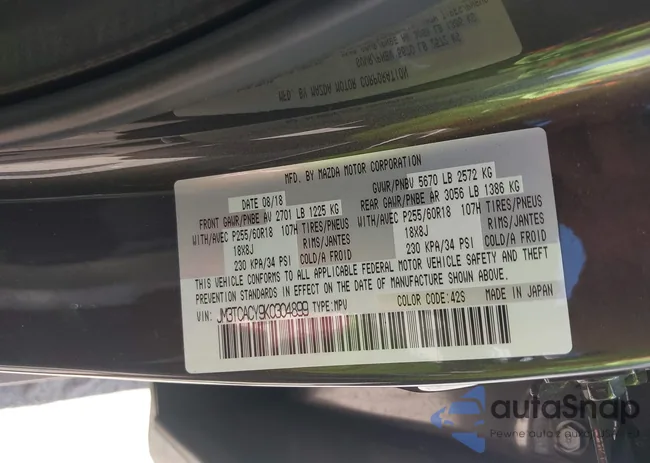 MFD. BY MAZDA MOTOR CORPORATION
DATE 08/18 GVWR/PNBV 5670 LB 2572 KG
FRONT GAWR/PNBE AV 2701 LB 1225 KG REAR GAWR/PNBE AR 3056 LB 1386 KG
WITH/AVEC P255/60R18 107H TIRES/PNEUS WITH/AVEC P255/60R18 107H TIRES/PNEUS
18X8J RIMS/JANTES 18X8J RIMS/JANTES
230 KPA/34 PSI COLD/A FROID 230 KPA/34 PSI COLD/A FROID
THIS VEHICLE CONFORMS TO ALL APPLICABLE FEDERAL MOTOR VEHICLE SAFETY AND THEFT
PREVENTION STANDARDS IN EFFECT ON THE DATE OF MANUFACTURE SHOWN ABOVE.
VIN: JM3TCACY9K0304899 TYPE:MPV COLOR CODE:42S MADE IN JAPAN
autaSnap
Pewne auta z